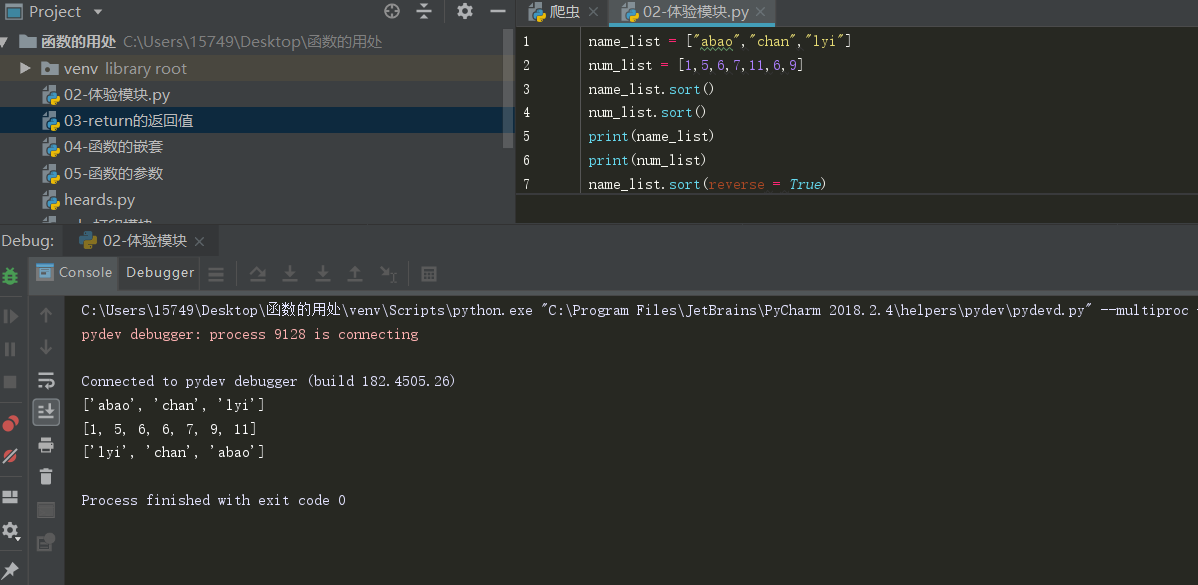 Project
爬虫
02-体验模块.py
函数的用处 C:\Users\15749\Desktop\函数的用处
venv library root
02-体验模块.py
03-return的返回值
04-函数的嵌套
05-函数的参数
heards.py
1 name_list = ["abao","chan","lyi"]
2 num_list = [1,5,6,7,11,6,9]
3 name_list.sort()
4 num_list.sort()
5 print(name_list)
6 print(num_list)
7 name_list.sort(reverse = True)
Debug:
02-体验模块
Console
Debugger
C:\Users\15749\Desktop\函数的用处\venv\Scripts\python.exe "C:\Program Files\JetBrains\PyCharm 2018.2.4\helpers\pydev\pydevd.py" --multiproc
pydev debugger: process 9128 is connecting
Connected to pydev debugger (build 182.4505.26)
['abao', 'chan', 'lyi']
[1, 5, 6, 6, 7, 9, 11]
['lyi', 'chan', 'abao']
Process finished with exit code 0